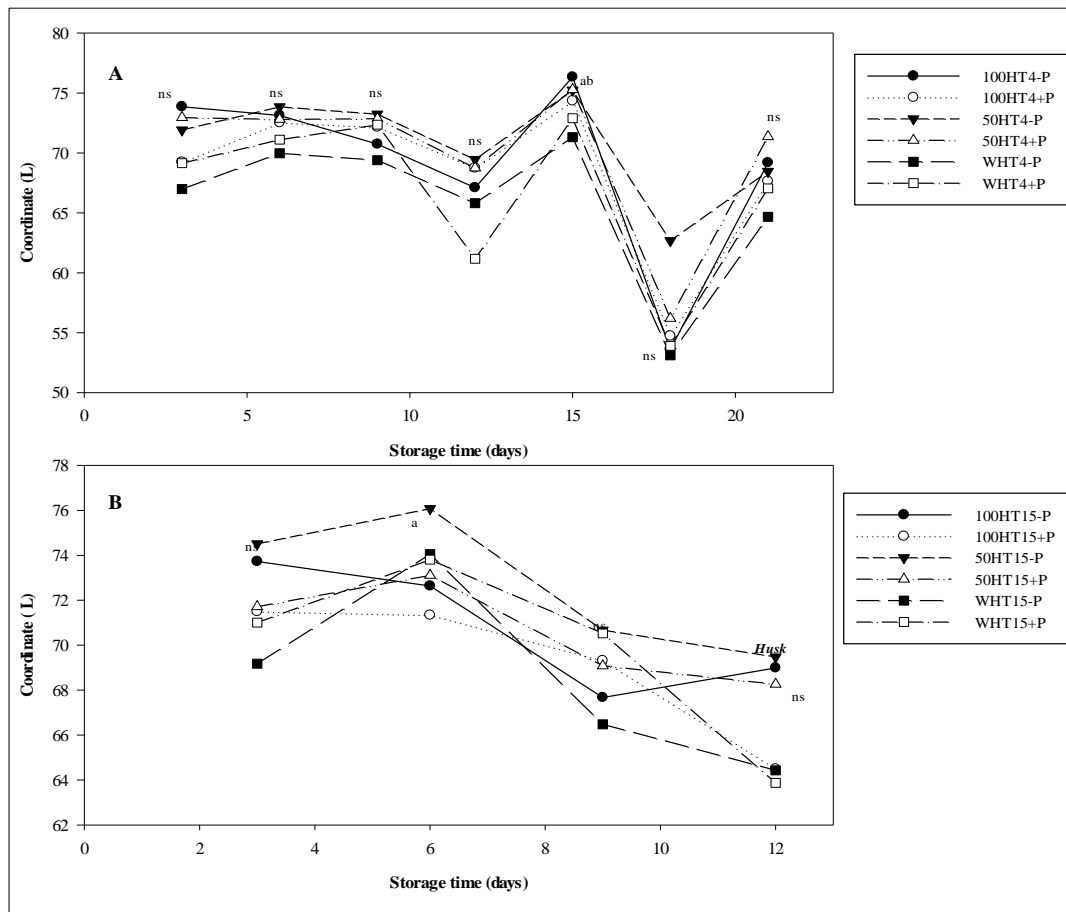 80
75
70
65
60
55
50
Coordinate (L)
A
ns
ns
ns
ns
ab
ns
ns
0
5
10
15
20
Storage time (days)
100HT4-P
100HT4+P
50HT4-P
50HT4+P
WHT4-P
WHT4+P
78
76
74
72
70
68
66
64
62
Coordinate ( L)
B
ns
a
ns
Husk
ns
0
2
4
6
8
10
12
Storage time (days)
100HT15-P
100HT15+P
50HT15-P
50HT15+P
WHT15-P
WHT15+P